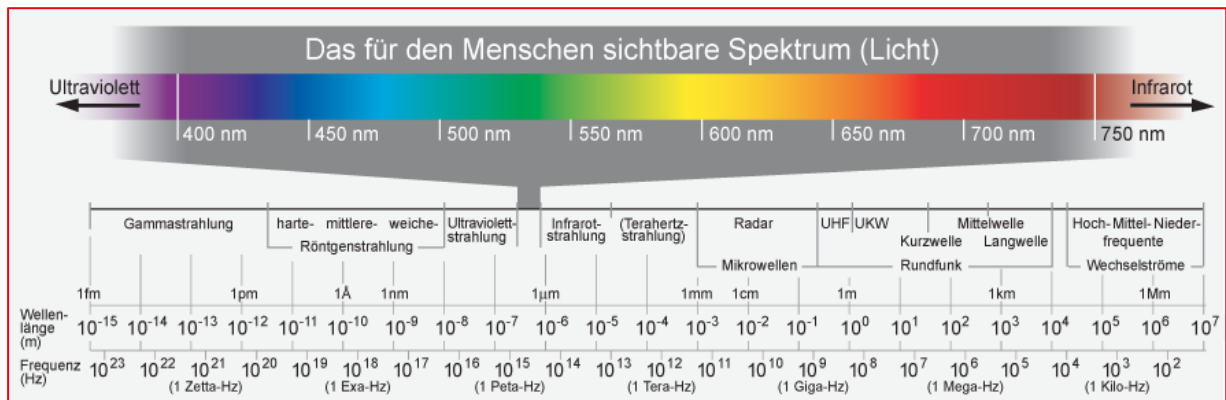 Das für den Menschen sichtbare Spektrum (Licht)
Ultraviolett
Infrarot
400 nm 450 nm 500 nm 550 nm 600 nm 650 nm 700 nm 750 nm
Gammastrahlung harte- mittlere- weiche- Ultraviolett- Infrarot- (Terahertz- Radar UHF UKW Mittelwelle Hoch- Mittel- Nieder-
Röntgenstrahlung strahlung strahlung strahlung) Kurzwelle Langwelle frequente
Mikrowellen Rundfunk Wechselströme
1fm 1pm 1Å 1nm 1µm 1mm 1cm 1m 1km 1Mm
Wellen-
länge
(m)
10⁻¹⁵ 10⁻¹⁴ 10⁻¹³ 10⁻¹² 10⁻¹¹ 10⁻¹⁰ 10⁻⁹ 10⁻⁸ 10⁻⁷ 10⁻⁶ 10⁻⁵ 10⁻⁴ 10⁻³ 10⁻² 10⁻¹ 10⁰ 10¹ 10² 10³ 10⁴ 10⁵ 10⁶ 10⁷
Frequenz
(Hz)
10²³ 10²² 10²¹ 10²⁰ 10¹⁹ 10¹⁸ 10¹⁷ 10¹⁶ 10¹⁵ 10¹⁴ 10¹³ 10¹² 10¹¹ 10¹⁰ 10⁹ 10⁸ 10⁷ 10⁶ 10⁵ 10⁴ 10³ 10²
(1 Zetta-Hz) (1 Exa-Hz) (1 Peta-Hz) (1 Tera-Hz) (1 Giga-Hz) (1 Mega-Hz) (1 Kilo-Hz)